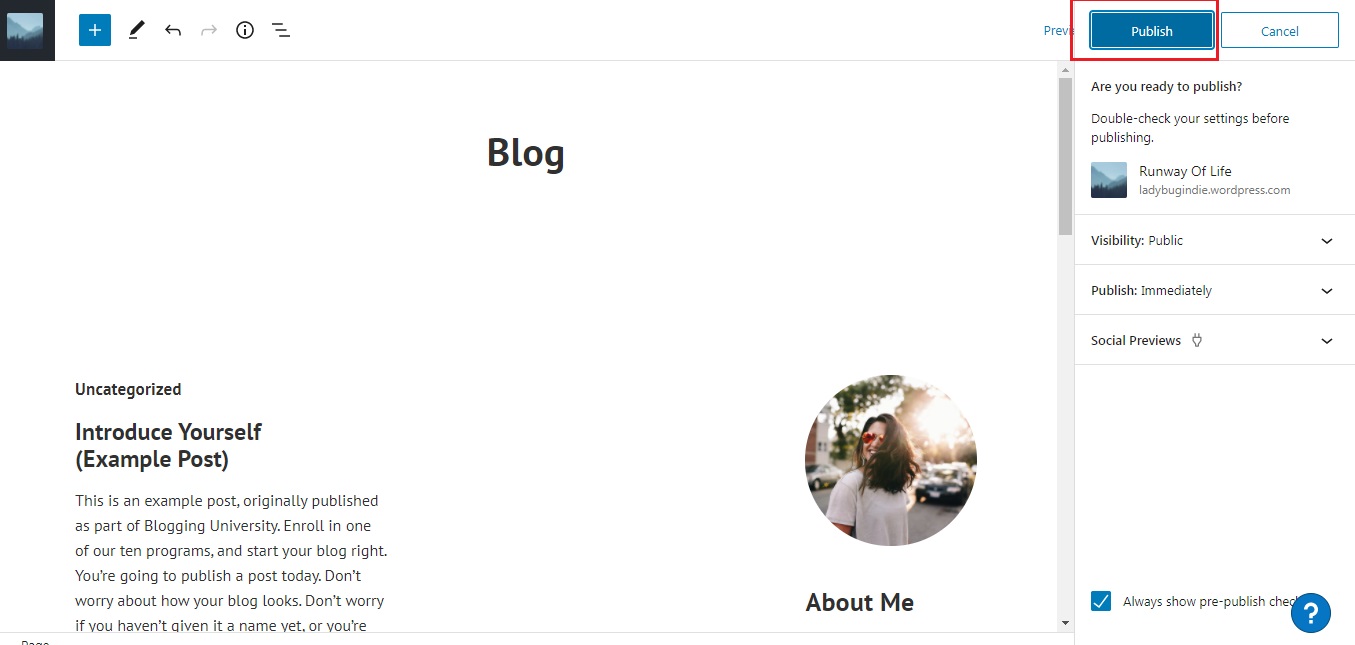 Preview
Publish
Cancel
Are you ready to publish?
Double-check your settings before
publishing.
Runway Of Life
ladybugindie.wordpress.com
Visibility: Public
Publish: Immediately
Social Previews
Always show pre-publish chec
?
Blog
Uncategorized
Introduce Yourself
(Example Post)
This is an example post, originally published
as part of Blogging University. Enroll in one
of our ten programs, and start your blog right.
You're going to publish a post today. Don't
worry about how your blog looks. Don't worry
if you haven't given it a name yet, or you're
About Me
Page